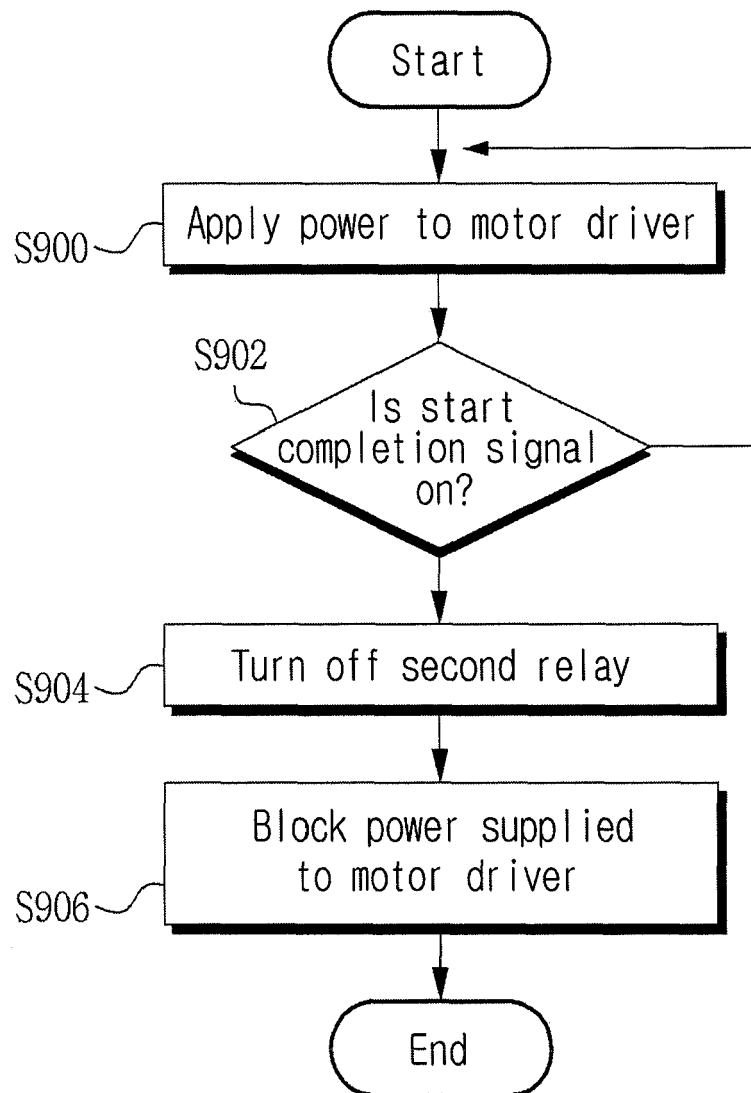 Start
S900
Apply power to motor driver
S902
Is start
completion signal
on?
S904
Turn off second relay
Block power supplied
to motor driver
S906
End